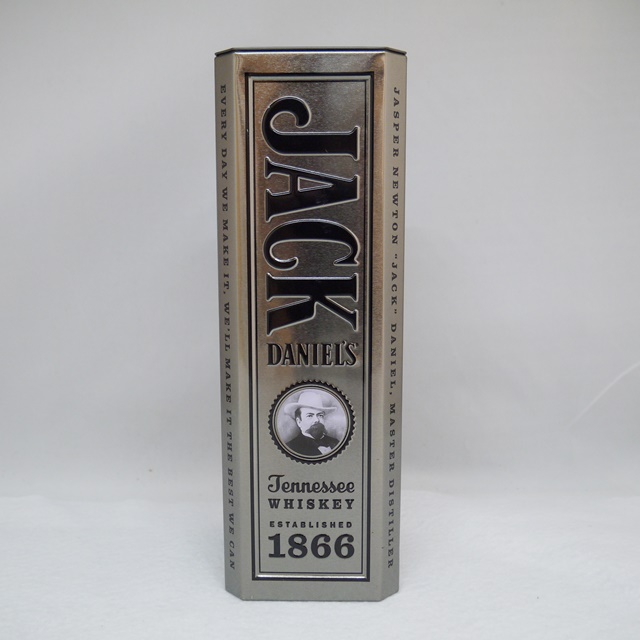 EVERY DAY WE MAKE IT, WE'LL MAKE IT THE BEST WE CAN
JACK
DANIEL'S
Tennessee
WHISKEY
ESTABLISHED
1866
JASPER NEWTON "JACK" DANIEL, MASTER DISTILLER